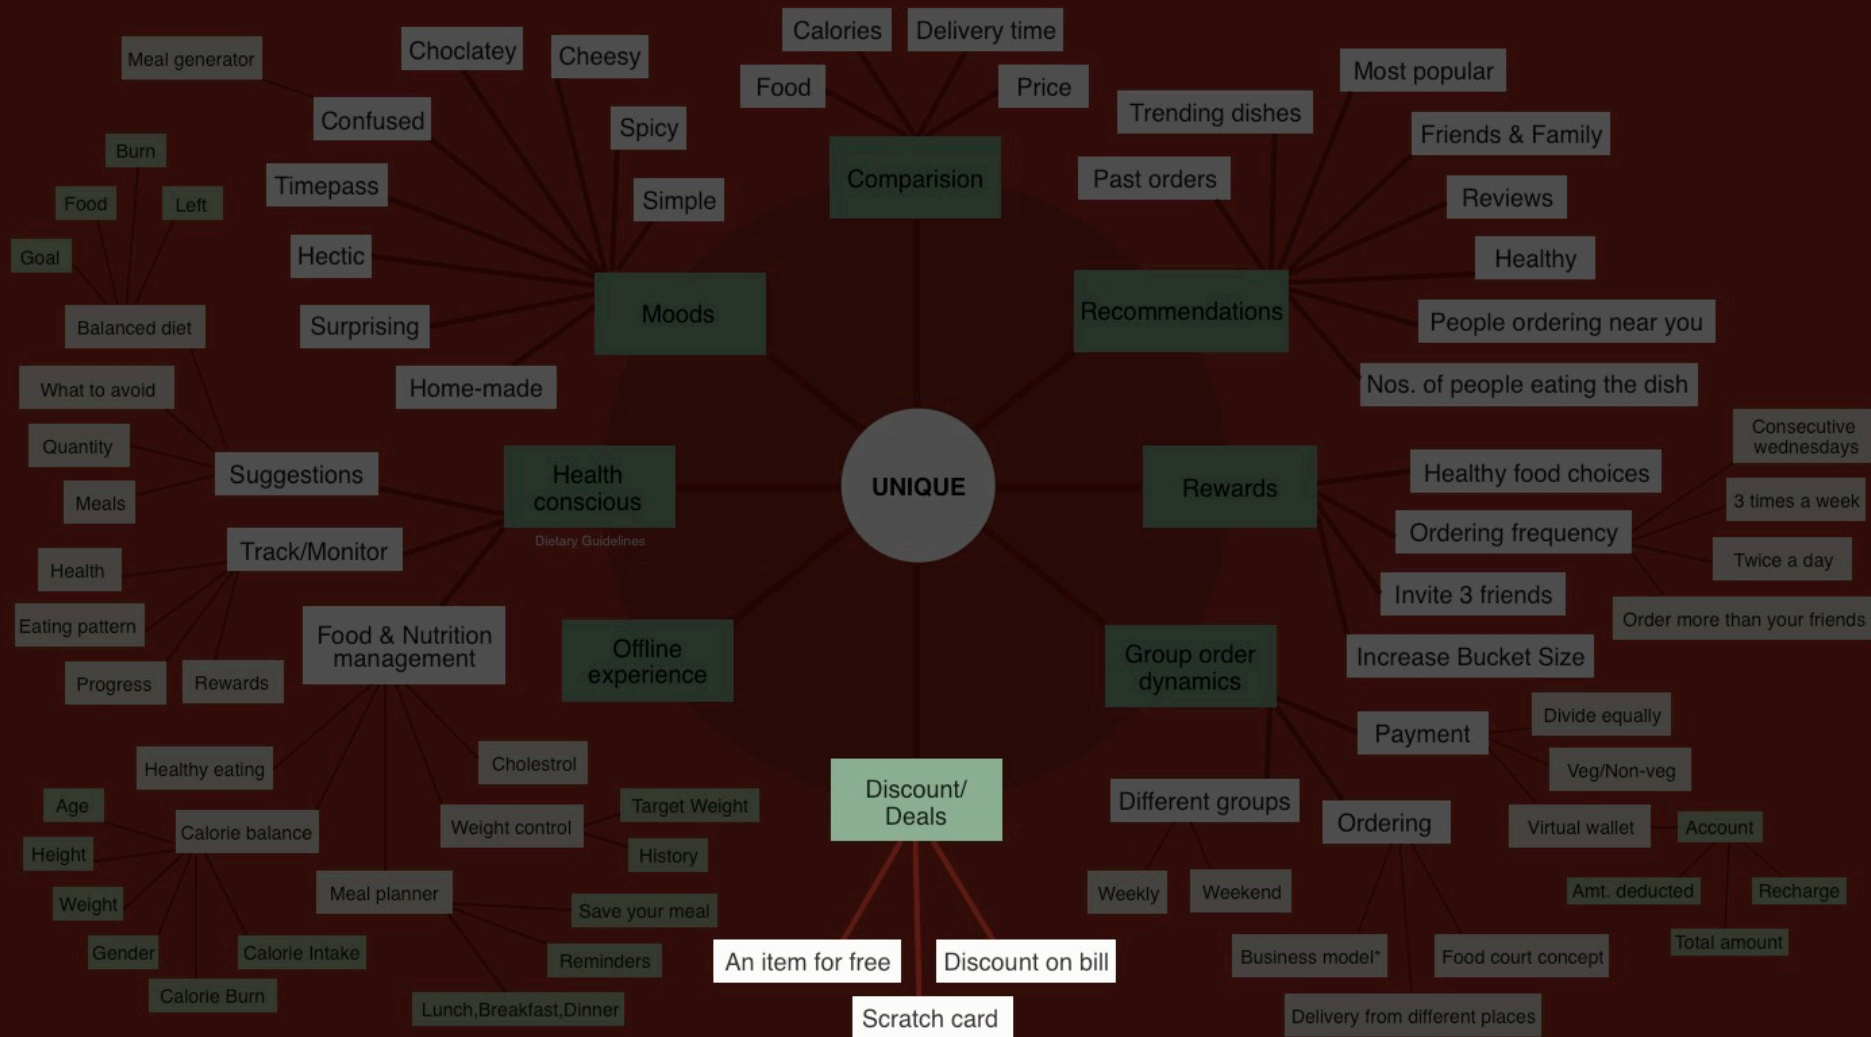 Calories
Delivery time
Food
Price
Comparision
Meal generator
Choclatey
Cheesy
Confused
Spicy
Timepass
Simple
Hectic
Surprising
Home-made
Moods
Most popular
Trending dishes
Friends & Family
Past orders
Reviews
Healthy
People ordering near you
Nos. of people eating the dish
Recommendations
Burn
Food
Left
Goal
Balanced diet
What to avoid
Quantity
Meals
Suggestions
Health
conscious
Dietary Guidelines
UNIQUE
Rewards
Healthy food choices
Ordering frequency
Consecutive
wednesdays
3 times a week
Twice a day
Order more than your friends
Invite 3 friends
Increase Bucket Size
Track/Monitor
Health
Eating pattern
Progress
Rewards
Food & Nutrition
management
Offline
experience
Group order
dynamics
Payment
Divide equally
Veg/Non-veg
Virtual wallet
Account
Amt. deducted
Recharge
Total amount
Different groups
Weekly
Weekend
Ordering
Business model*
Food court concept
Delivery from different places
Healthy eating
Cholestrol
Calorie balance
Age
Height
Weight
Gender
Calorie Burn
Calorie Intake
Weight control
Target Weight
History
Meal planner
Save your meal
Reminders
Lunch,Breakfast,Dinner
Discount/
Deals
An item for free
Discount on bill
Scratch card